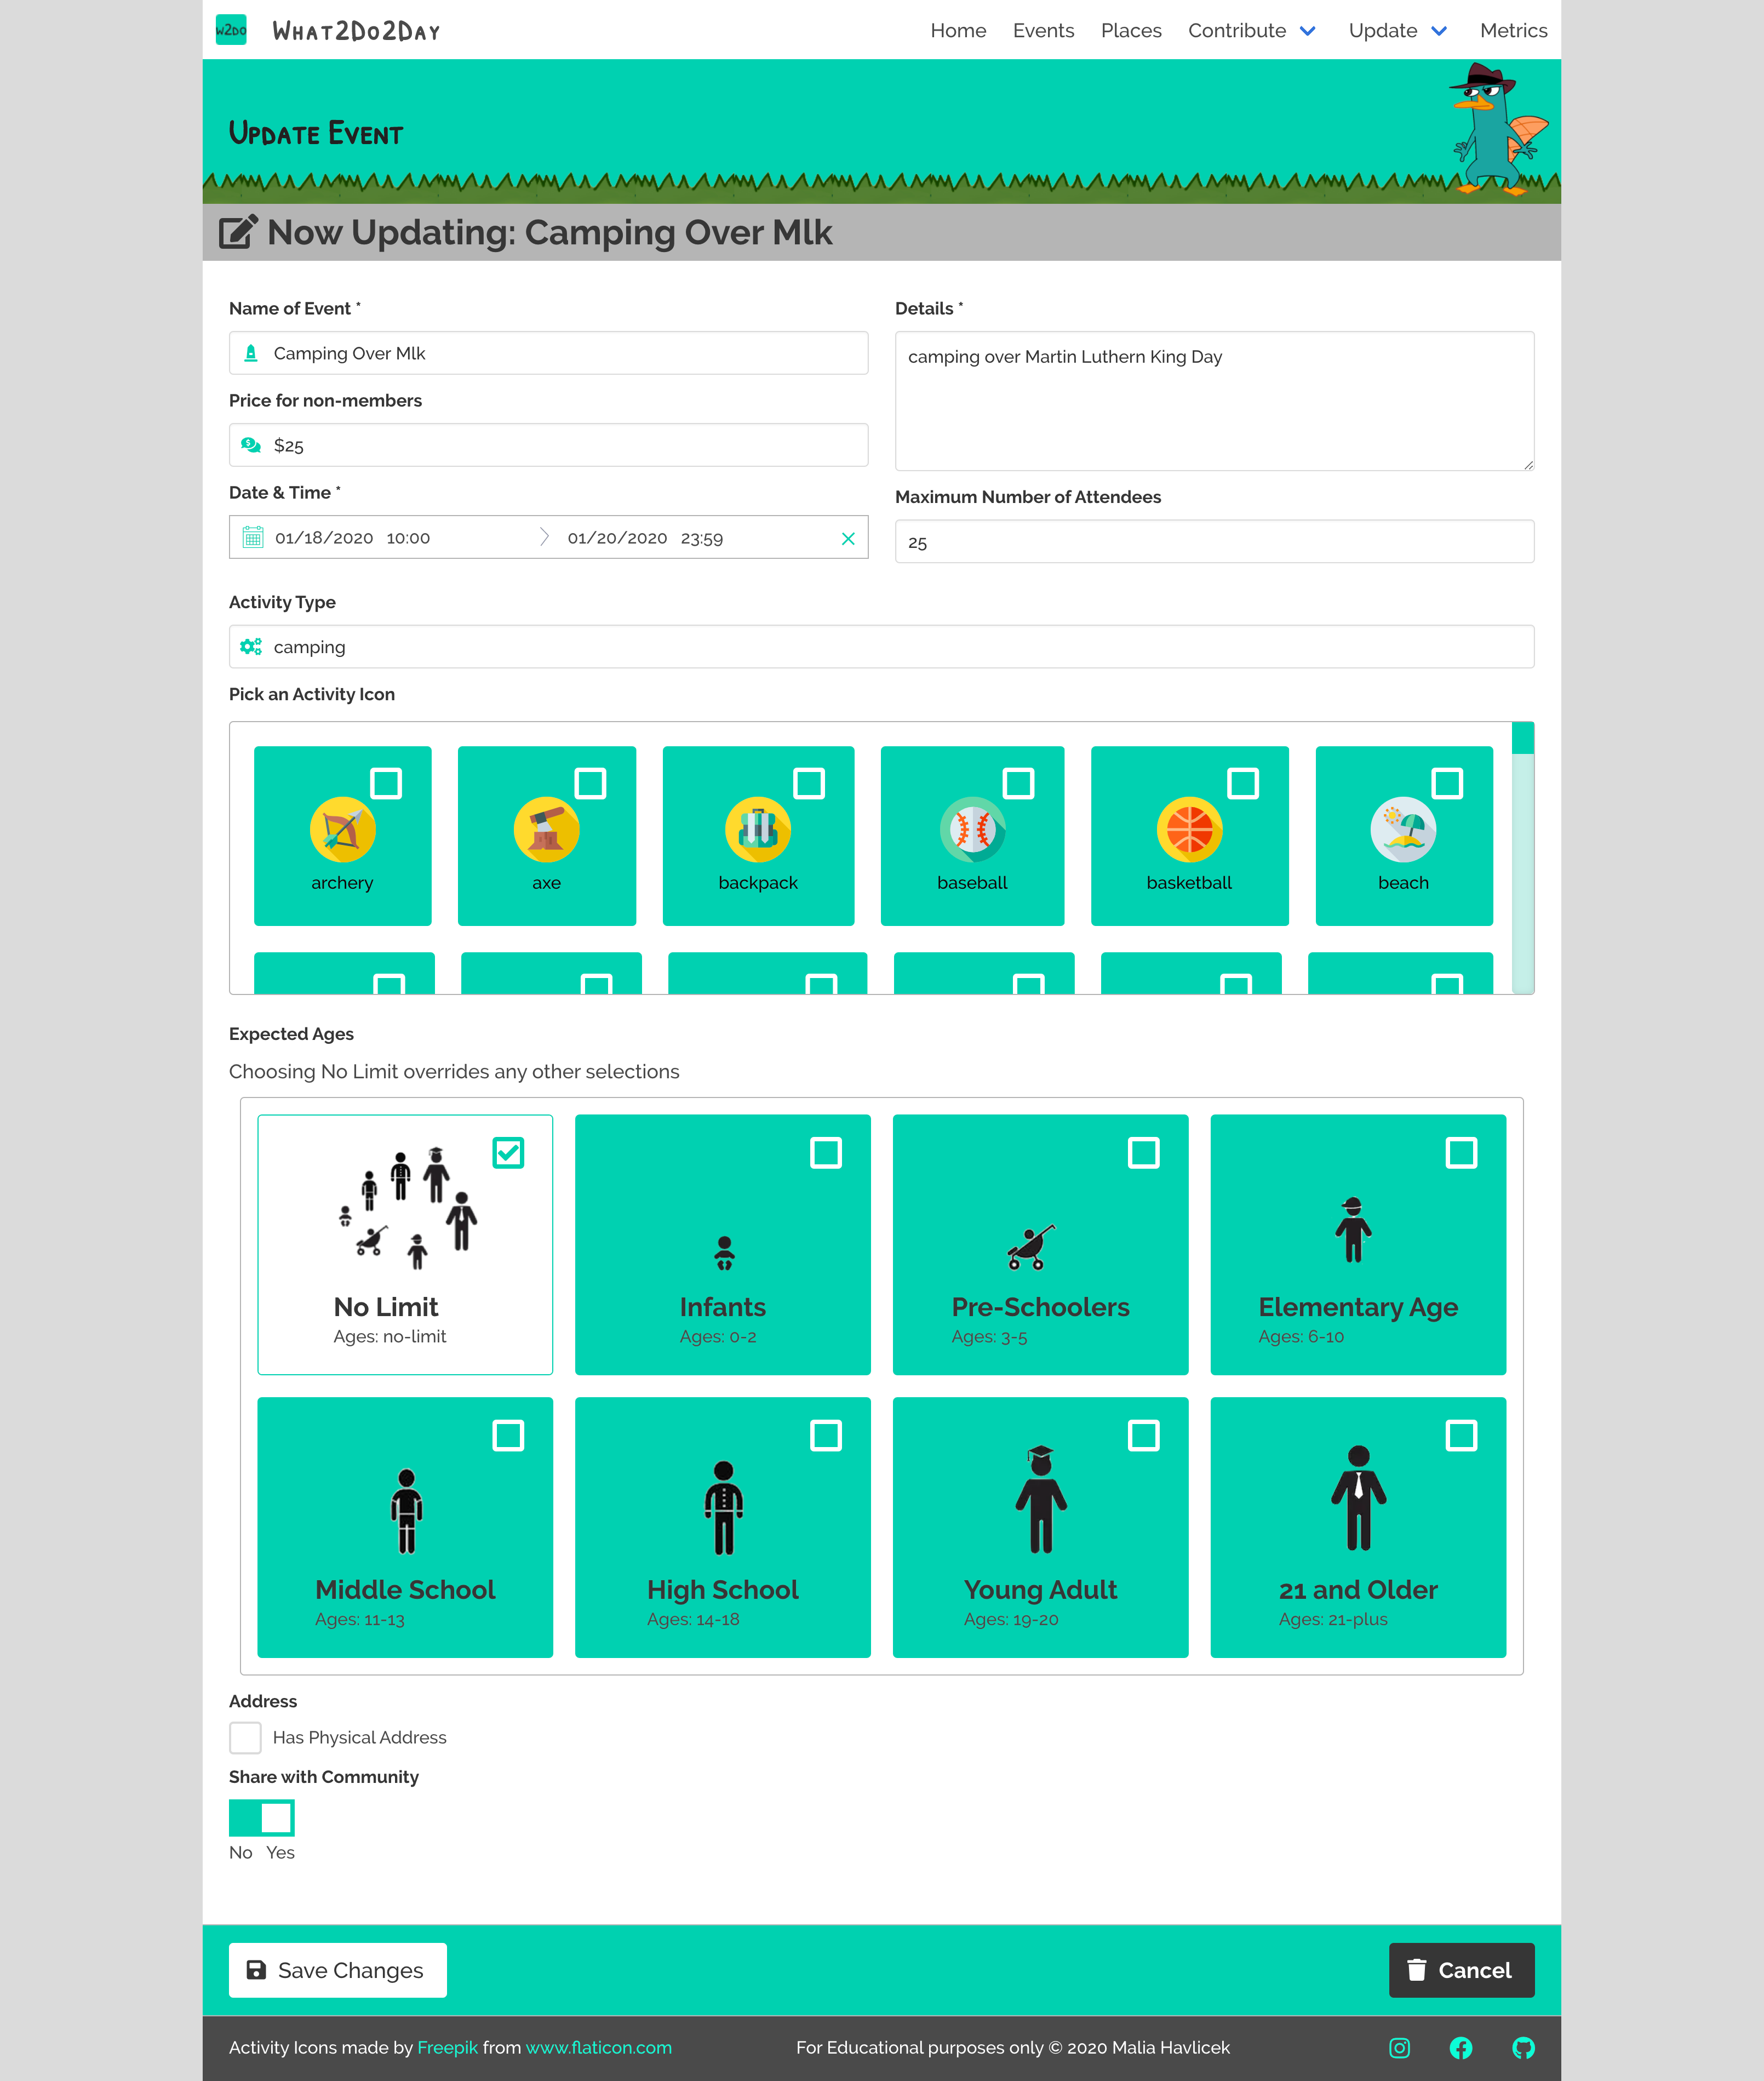 W2DO What2Do2Day Home Events Places Contribute Update Metrics
Update Event
Now Updating: Camping Over Mlk
Name of Event *
Camping Over Mlk
Price for non-members
$25
Date & Time *
01/18/2020 10:00 01/20/2020 23:59
Details *
camping over Martin Luthern King Day
Maximum Number of Attendees
25
Activity Type
camping
Pick an Activity Icon
archery axe backpack baseball basketball beach
Expected Ages
Choosing No Limit overrides any other selections
No Limit
Ages: no-limit
Infants
Ages: 0-2
Pre-Schoolers
Ages: 3-5
Elementary Age
Ages: 6-10
Middle School
Ages: 11-13
High School
Ages: 14-18
Young Adult
Ages: 19-20
21 and Older
Ages: 21-plus
Address
Has Physical Address
Share with Community
No Yes
Save Changes Cancel
Activity Icons made by Freepik from www.flaticon.com For Educational purposes only © 2020 Malia Havlicek